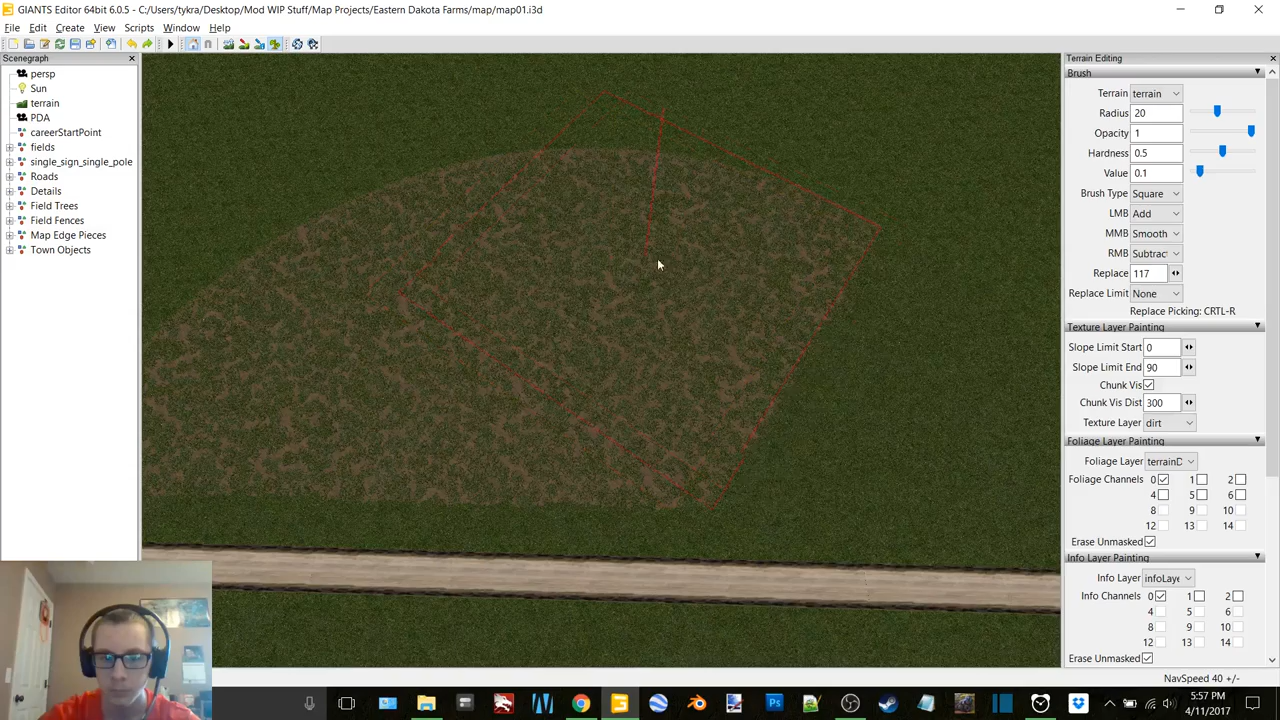 GIANTS Editor 64bit 6.0.5 - C:/Users/tykra/Desktop/Mod WIP Stuff/Map Projects/Eastern Dakota Farms/map/map01.i3d
File Edit Create View Scripts Window Help
Scenegraph
persp
Sun
terrain
PDA
careerStartPoint
fields
single_sign_single_pole
Roads
Details
Field Trees
Field Fences
Map Edge Pieces
Town Objects
Terrain Editing
Brush
Terrain terrain
Radius 20
Opacity 1
Hardness 0.5
Value 0.1
Brush Type Square
LMB Add
MMB Smooth
RMB Subtrac
Replace 117
Replace Limit None
Replace Picking: CRTL-R
Texture Layer Painting
Slope Limit Start 0
Slope Limit End 90
Chunk Vis
Chunk Vis Dist 300
Texture Layer dirt
Foliage Layer Painting
Foliage Layer terrainD
Foliage Channels 0 1 2
4 5 6
8 9 10
12 13 14
Erase Unmasked
Info Layer Painting
Info Layer infoLaye
Info Channels 0 1 2
4 5 6
8 9 10
12 13 14
Erase Unmasked
NavSpeed 40 +/-
5:57 PM
4/11/2017